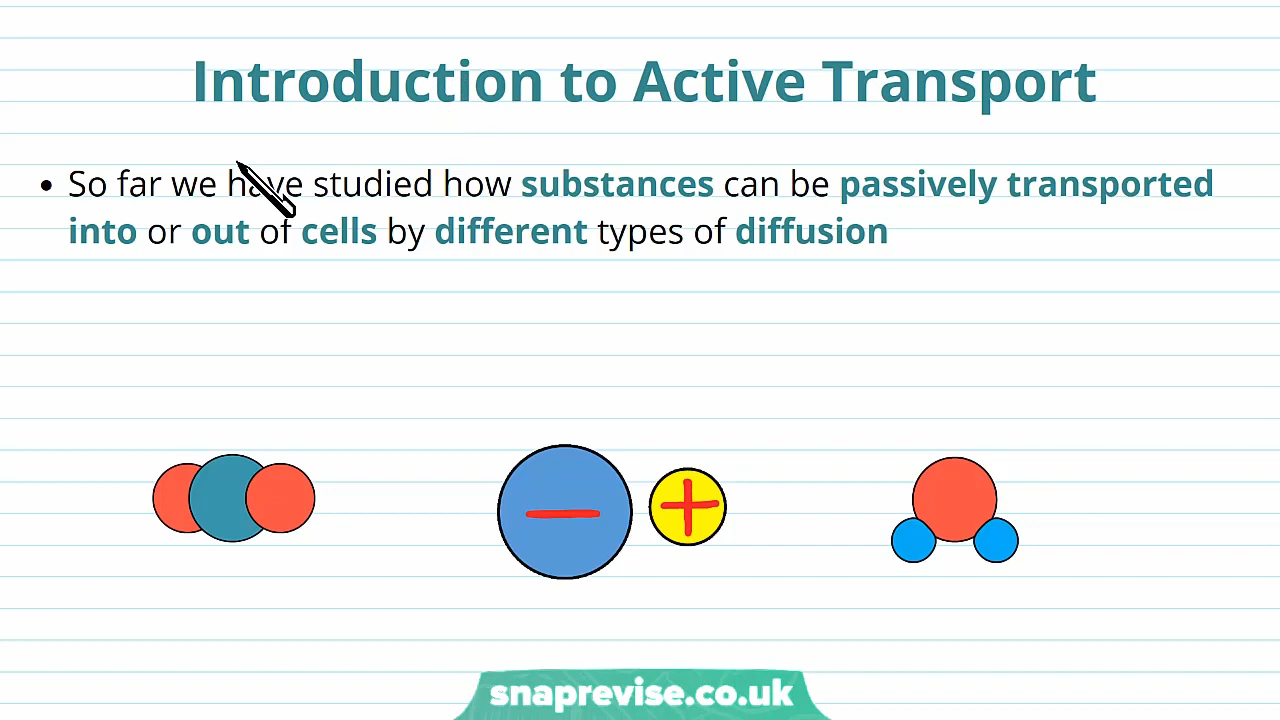 Introduction to Active Transport
• So far we have studied how substances can be passively transported
into or out of cells by different types of diffusion
− +
snaprevise.co.uk